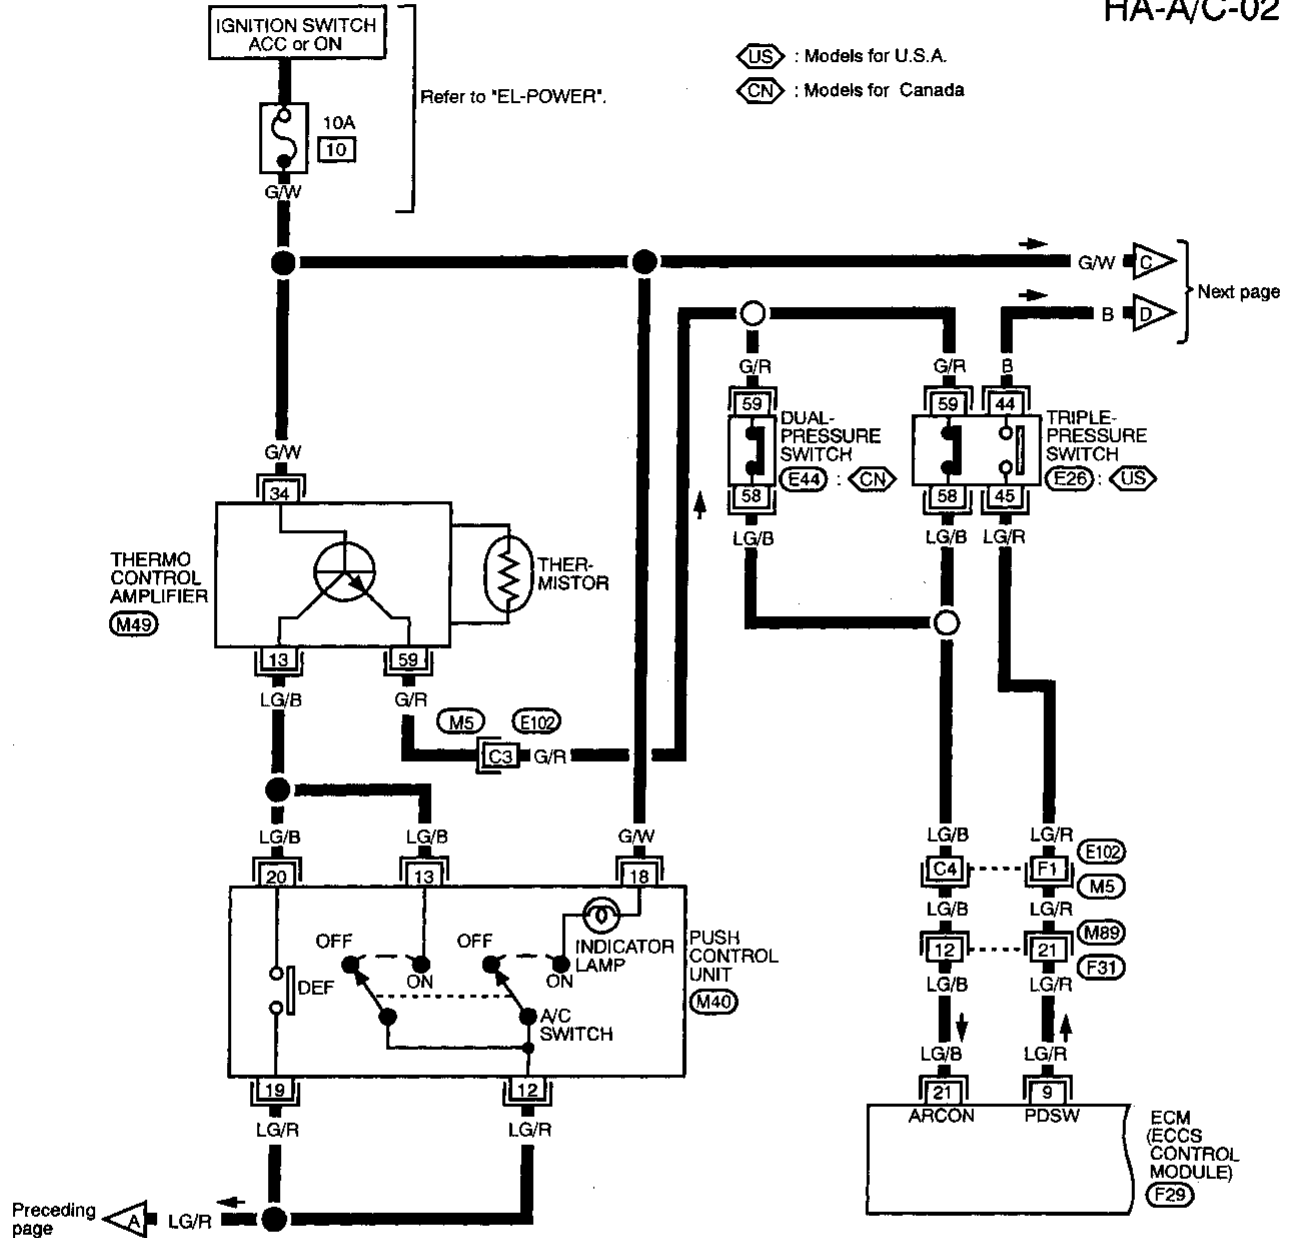 HA-A/C-02
IGNITION SWITCH
ACC or ON
US : Models for U.S.A.
CN : Models for Canada
Refer to "EL-POWER".
10A
10
G/W
G/W C
Next page
B D
G/R
G/R
B
59
59
44
DUAL-
PRESSURE
SWITCH
E44 : CN
TRIPLE-
PRESSURE
SWITCH
E26 : US
58
58
45
LG/B
LG/B
LG/R
G/W
34
THERMO
CONTROL
AMPLIFIER
M49
THER-
MISTOR
13
59
LG/B
G/R
M5
E102
C3
G/R
LG/B
LG/B
G/W
20
13
18
OFF
ON
OFF
ON
INDICATOR
LAMP
DEF
A/C
SWITCH
PUSH
CONTROL
UNIT
M40
19
12
LG/R
LG/R
Preceding
page
A
LG/R
LG/B
LG/R
E102
C4
F1
M5
LG/B
LG/R
M89
12
21
F31
LG/B
LG/R
LG/B
LG/R
21
9
ARCON
PDSW
ECM
(ECCS
CONTROL
MODULE)
F29